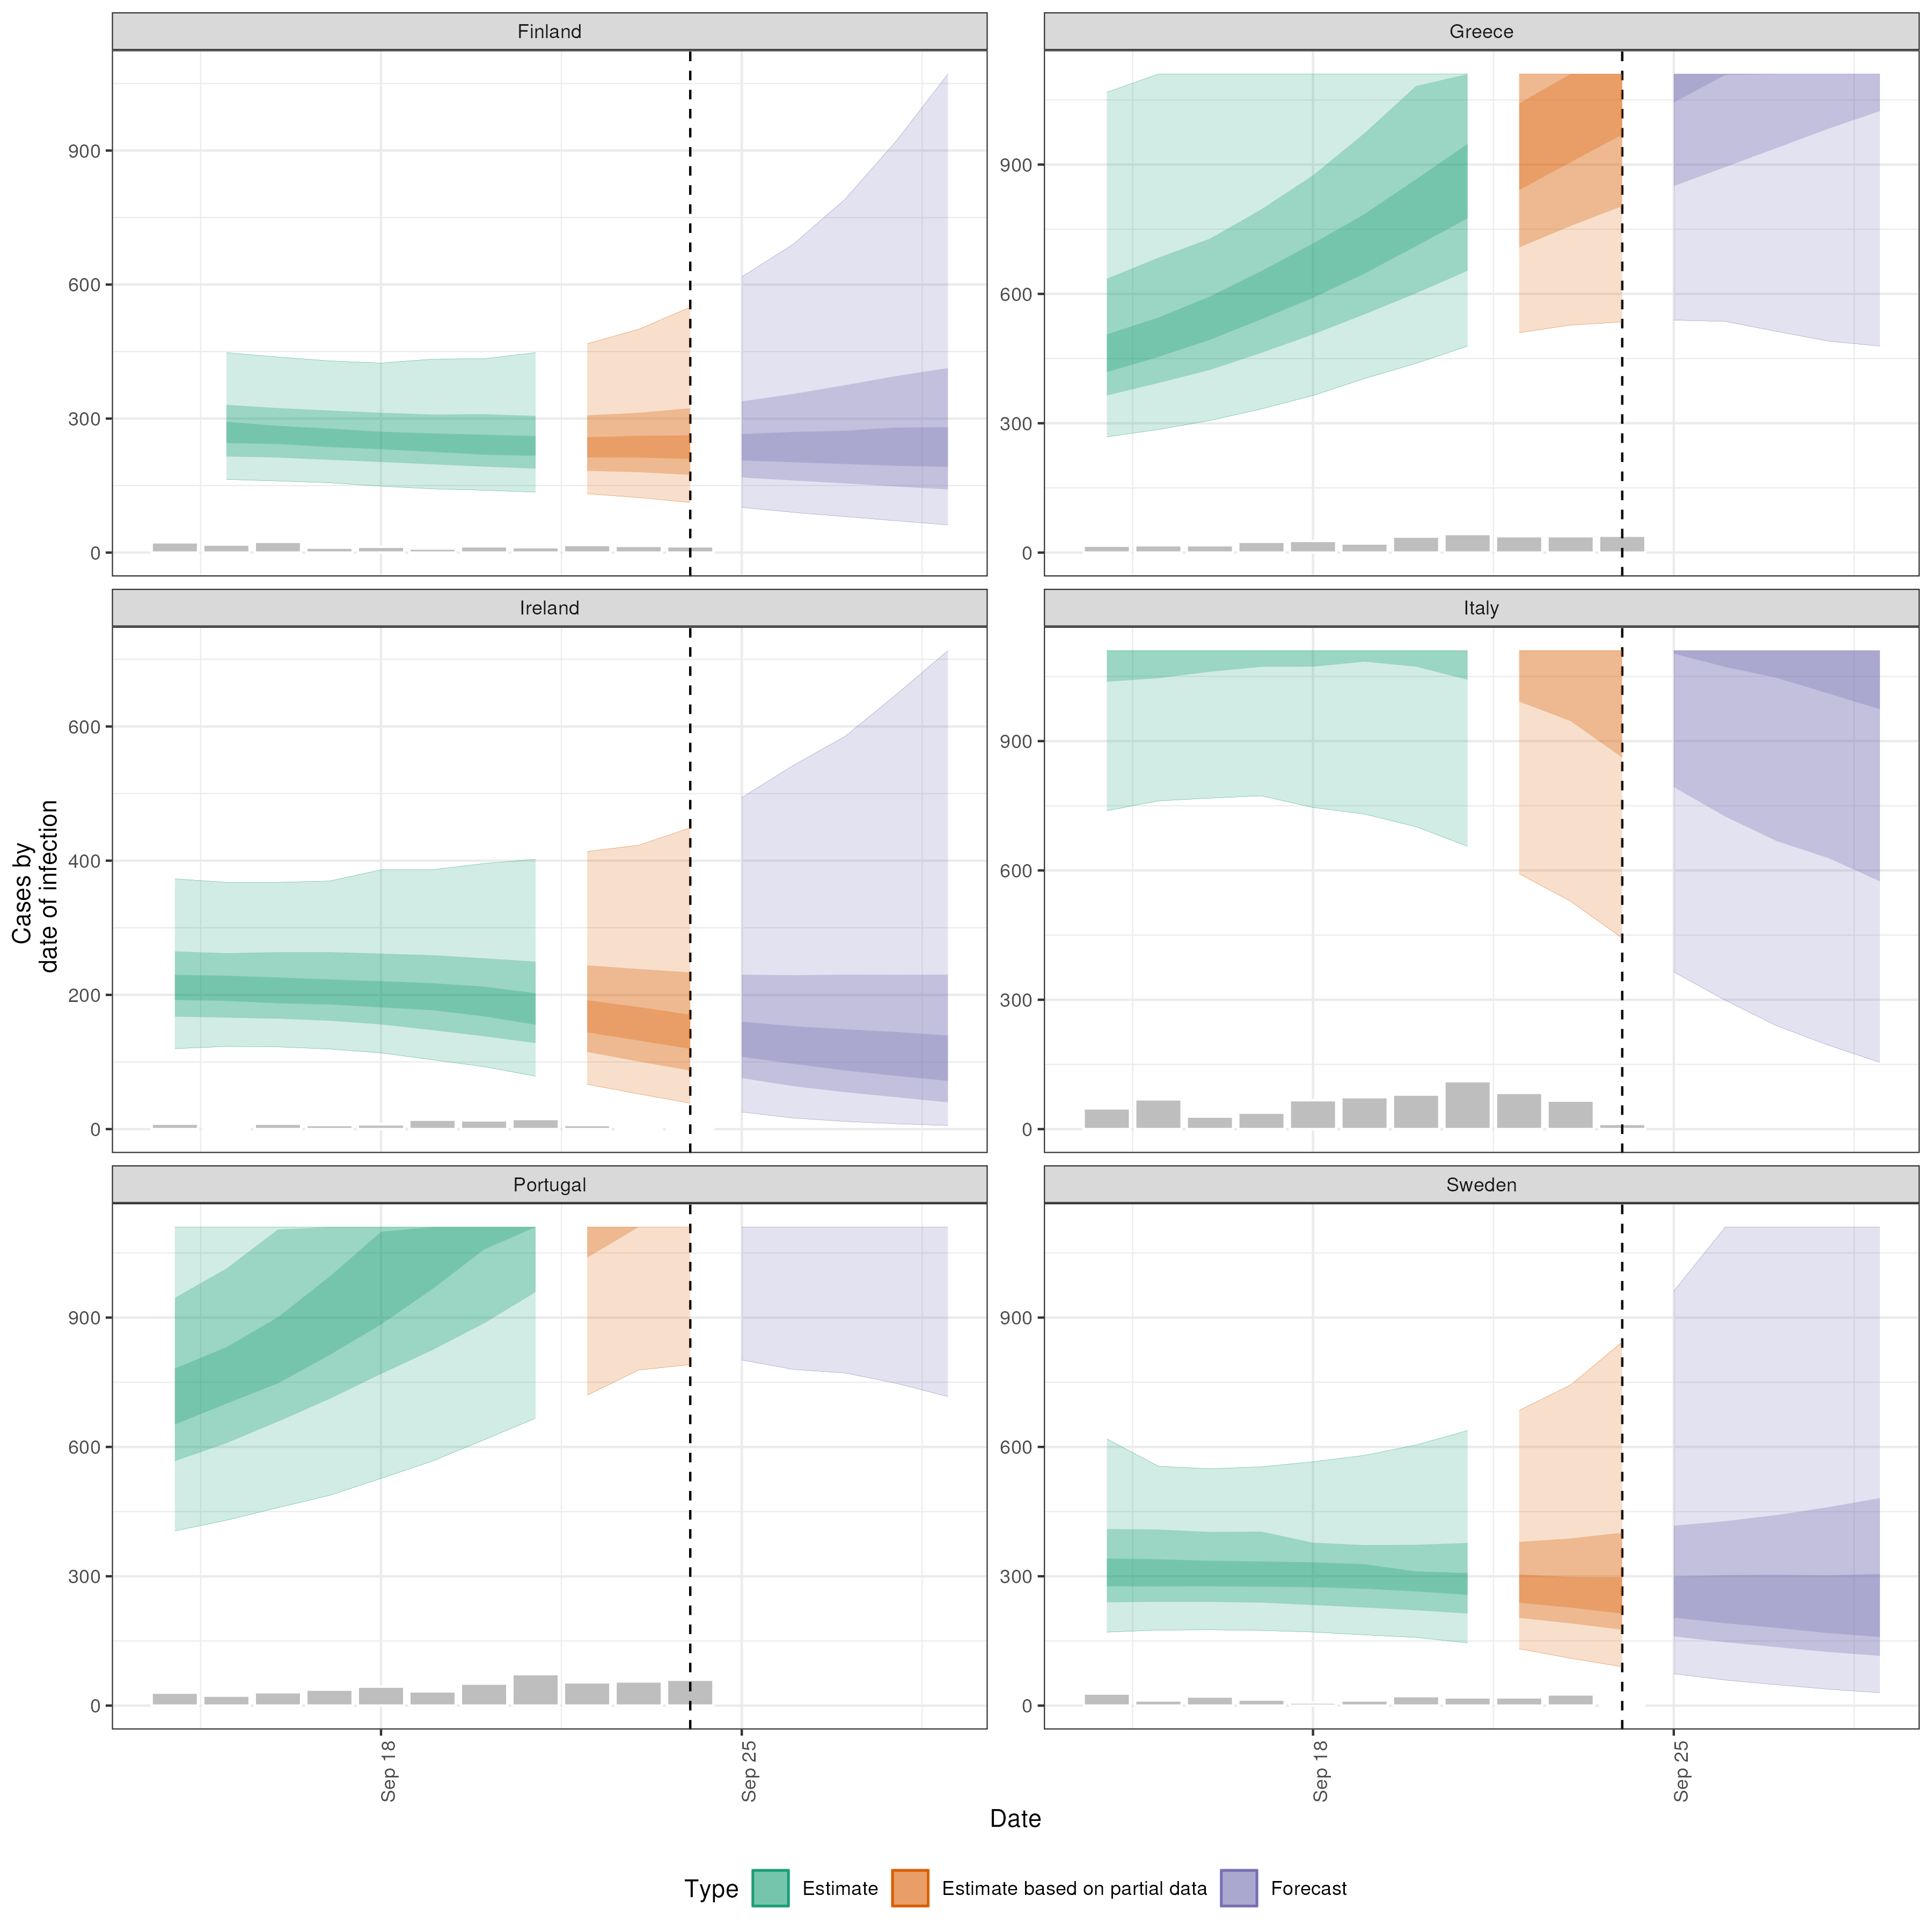 Finland
Greece
900
600
300
0
900
600
300
0
Ireland
Italy
600
400
200
0
900
600
300
0
Cases by
date of infection
Portugal
Sweden
900
600
300
0
900
600
300
0
Sep 18
Sep 25
Sep 18
Sep 25
Date
Type
Estimate
Estimate based on partial data
Forecast